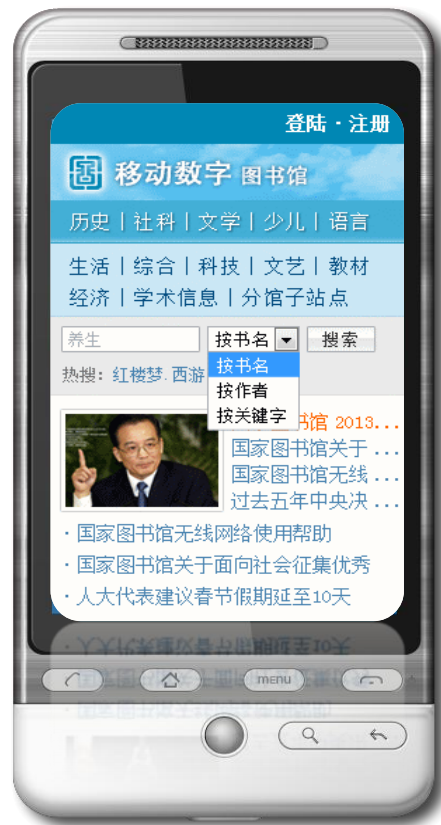 登陆 · 注册
移动数字 图书馆
历史 | 社科 | 文学 | 少儿 | 语言
生活 | 综合 | 科技 | 文艺 | 教材
经济 | 学术信息 | 分馆子站点
养生 按书名 搜索
热搜：红楼梦. 西游
按书名
按作者
按关键字
书馆 2013...
国家图书馆关于 ...
国家图书馆无线 ...
过去五年中央决 ...
· 国家图书馆无线网络使用帮助
· 国家图书馆关于面向社会征集优秀
· 人大代表建议春节假期延至10天
menu